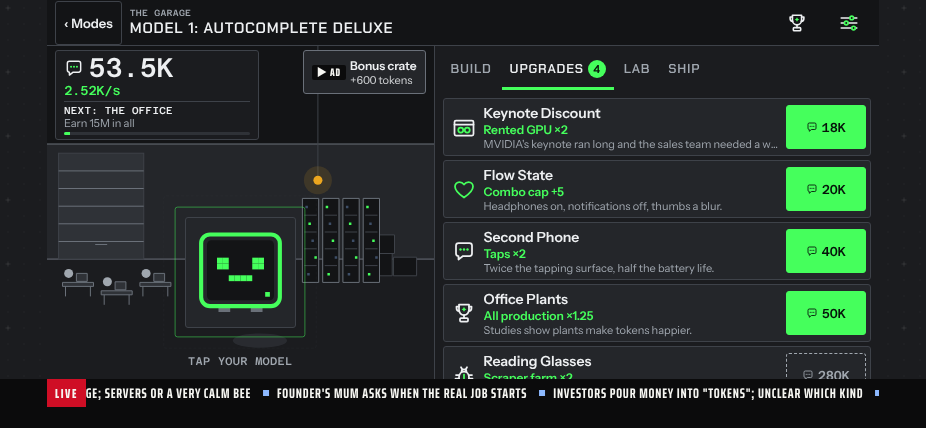 ‹ Modes
THE GARAGE
MODEL 1: AUTOCOMPLETE DELUXE
53.5K
2.52K/s
NEXT: THE OFFICE
Earn 15M in all
AD
Bonus crate
+600 tokens
TAP YOUR MODEL
BUILD
UPGRADES 4
LAB
SHIP
Keynote Discount
Rented GPU ×2
MVIDIA's keynote ran long and the sales team needed a w...
18K
Flow State
Combo cap +5
Headphones on, notifications off, thumbs a blur.
20K
Second Phone
Taps ×2
Twice the tapping surface, half the battery life.
40K
Office Plants
All production ×1.25
Studies show plants make tokens happier.
50K
Reading Glasses
Scraper farm ×2
280K
LIVE
GE; SERVERS OR A VERY CALM BEE
FOUNDER'S MUM ASKS WHEN THE REAL JOB STARTS
INVESTORS POUR MONEY INTO "TOKENS"; UNCLEAR WHICH KIND